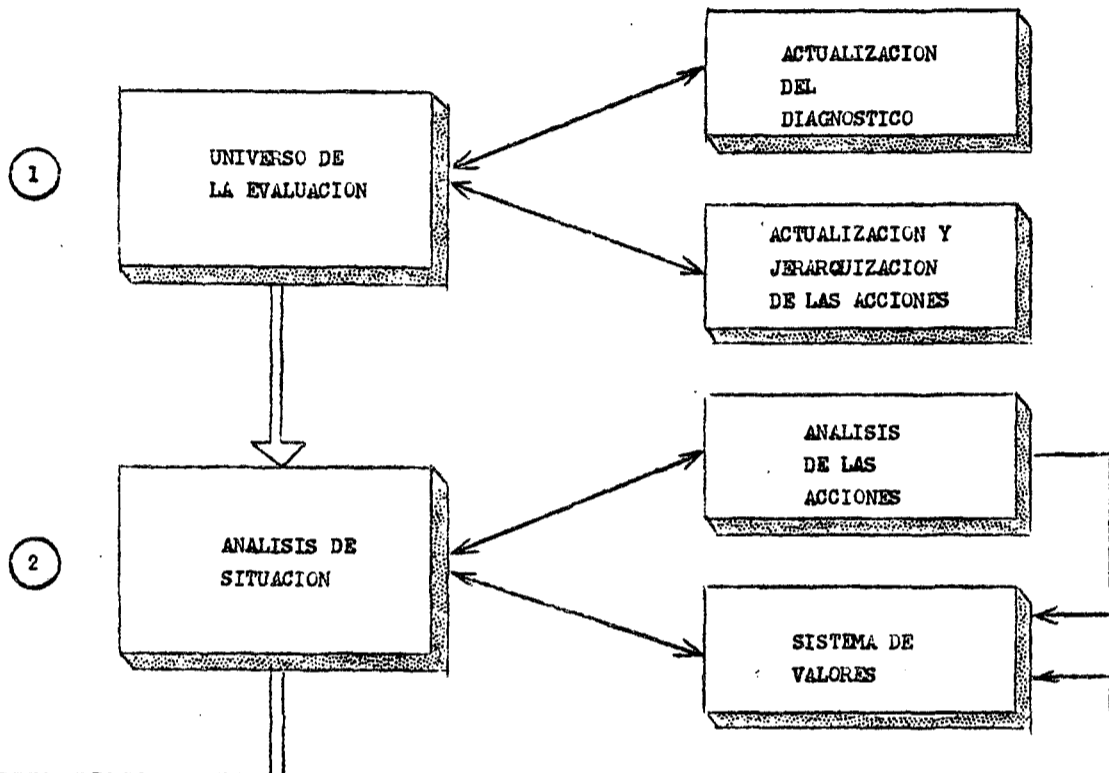 1
UNIVERSO DE
LA EVALUACION
ACTUALIZACION
DEL
DIAGNOSTICO
ACTUALIZACION Y
JERARQUIZACION
DE LAS ACCIONES
2
ANALISIS DE
SITUACION
ANALISIS
DE LAS
ACCIONES
SISTEMA DE
VALORES